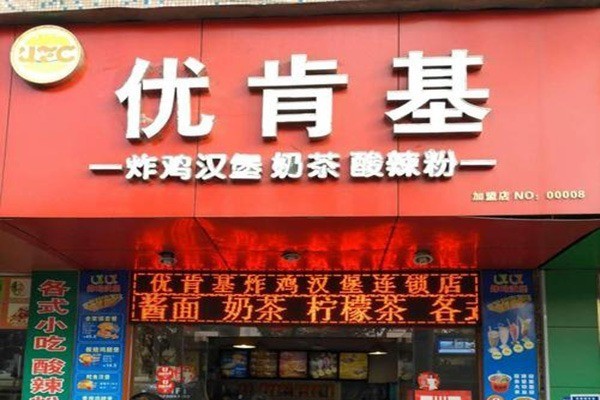 优肯基
炸鸡汉堡 奶茶 酸辣粉
加盟店 NO：00008
优肯基炸鸡汉堡连锁店
酱面 奶茶 柠檬茶 各式
各式小吃酸辣粉